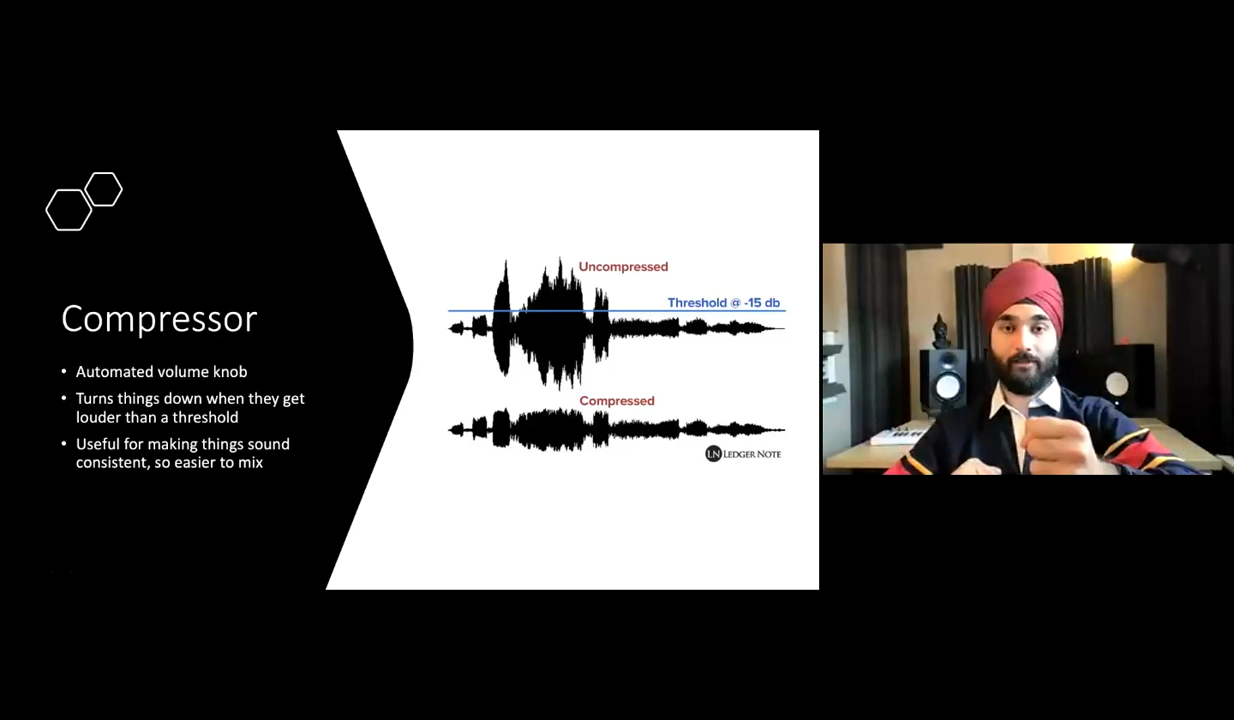 Compressor
• Automated volume knob
• Turns things down when they get
louder than a threshold
• Useful for making things sound
consistent, so easier to mix
Uncompressed
Threshold @ -15 db
Compressed
LN LEDGER NOTE